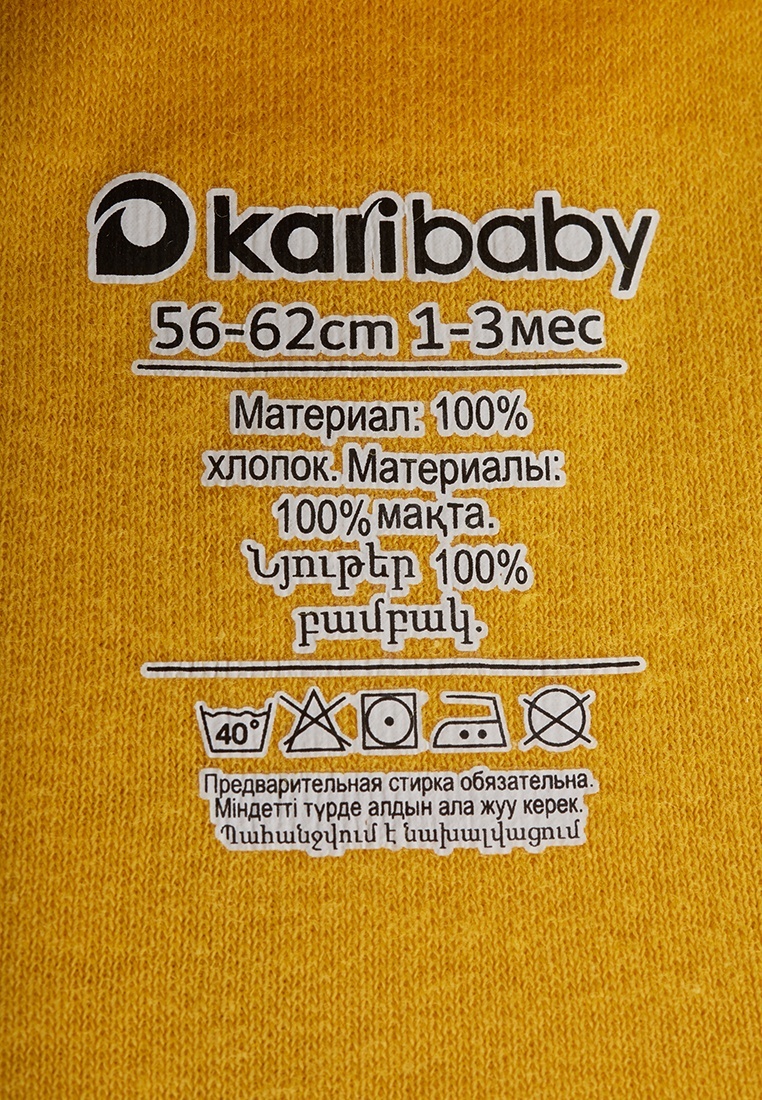 karibaby
56-62cm 1-3мес
Материал: 100%
хлопок. Материалы:
100% мақта.
Նյութեր 100%
բամբակ.
40°
Предварительная стирка обязательна.
Міндетті түрде алдын ала жуу керек.
Պահանջվում է նախալվացում